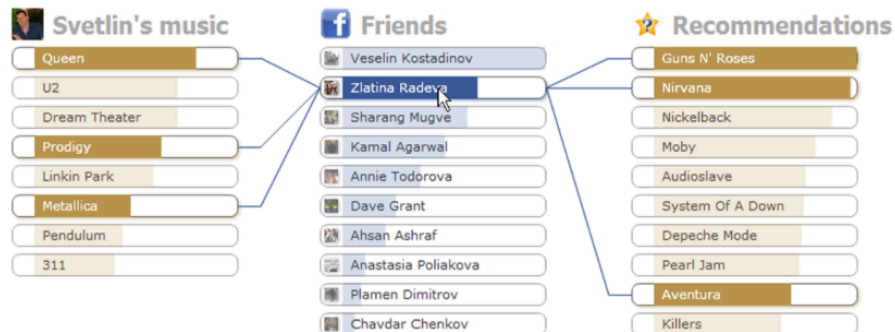 Svetlin's music
Queen
U2
Dream Theater
Prodigy
Linkin Park
Metallica
Pendulum
311
Friends
Veselin Kostadinov
Zlatina Radeva
Sharang Mugve
Kamal Agarwal
Annie Todorova
Dave Grant
Ahsan Ashraf
Anastasia Poliakova
Plamen Dimitrov
Chavdar Chenkov
Recommendations
Guns N' Roses
Nirvana
Nickelback
Moby
Audioslave
System Of A Down
Depeche Mode
Pearl Jam
Aventura
Killers